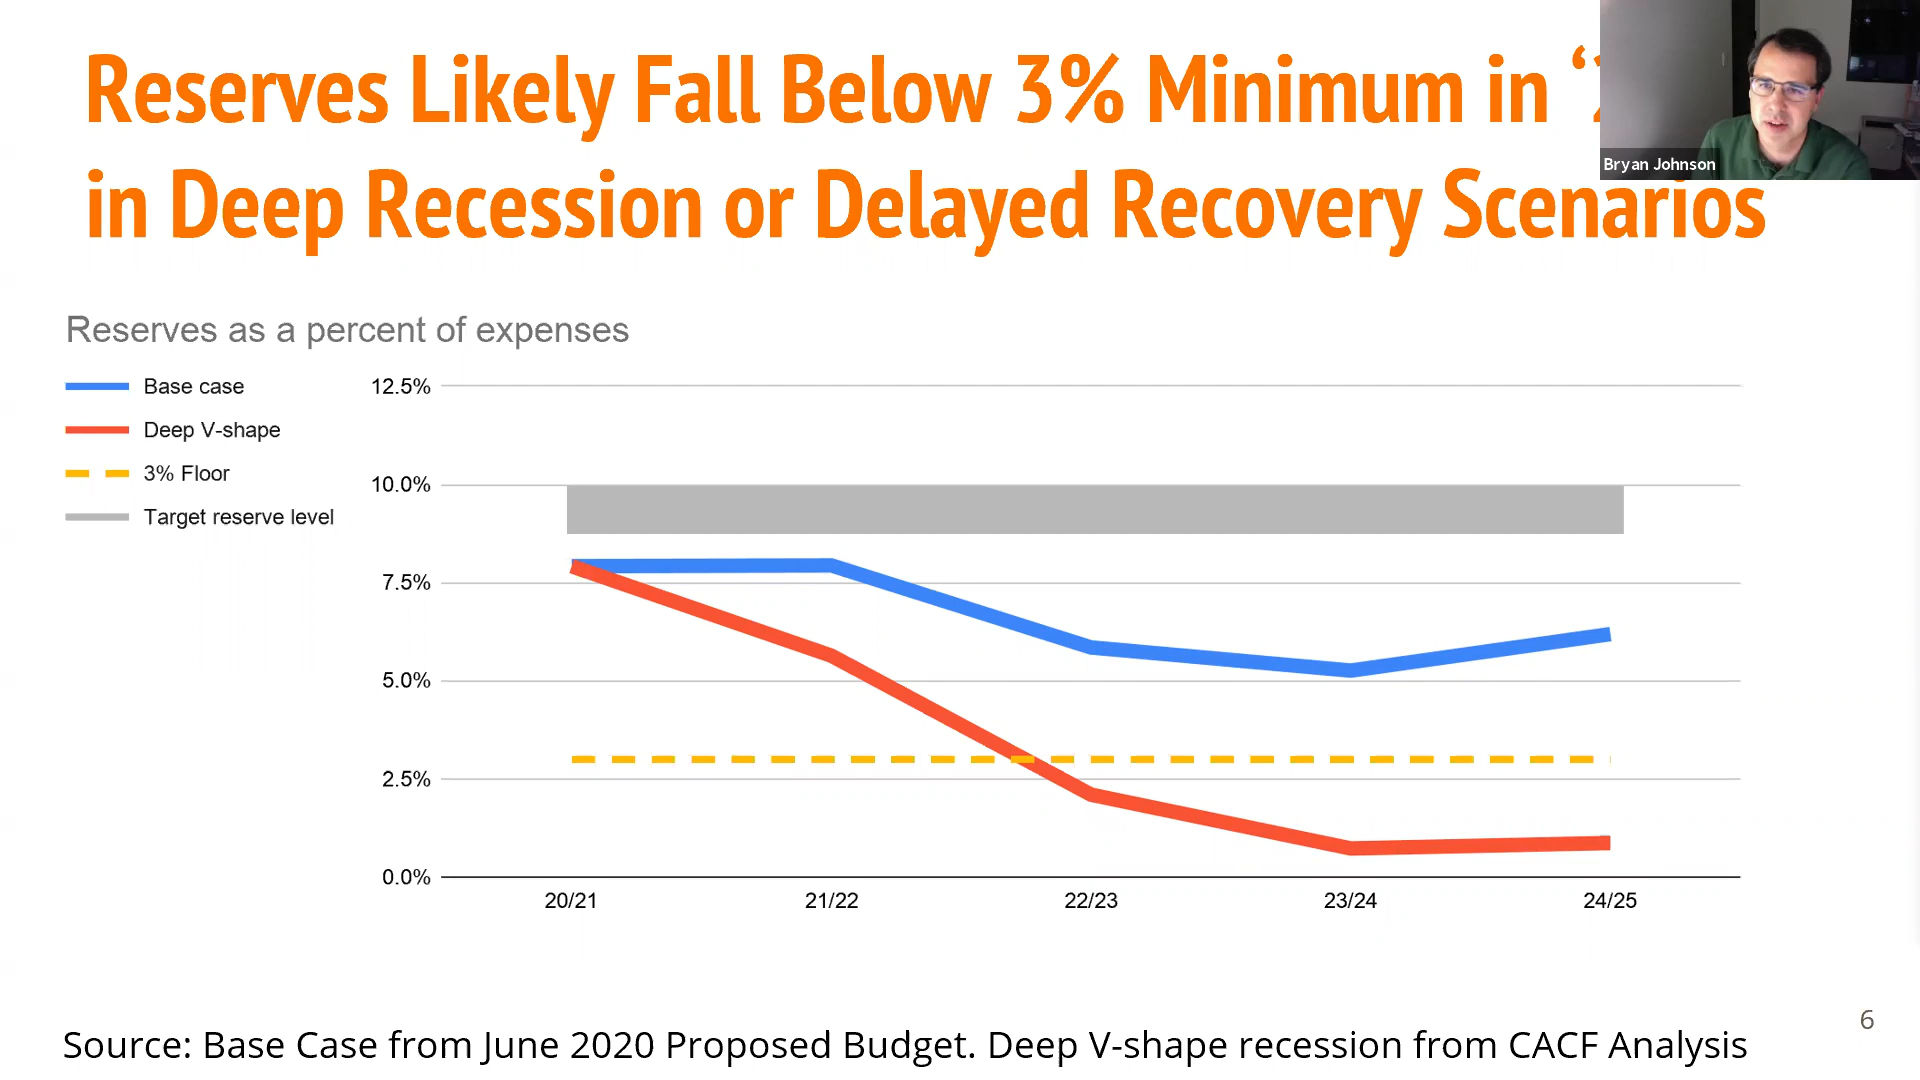 Reserves Likely Fall Below 3% Minimum in ‘
in Deep Recession or Delayed Recovery Scenarios
Bryan Johnson
Reserves as a percent of expenses
Base case
Deep V-shape
3% Floor
Target reserve level
12.5%
10.0%
7.5%
5.0%
2.5%
0.0%
20/21 21/22 22/23 23/24 24/25
6
Source: Base Case from June 2020 Proposed Budget. Deep V-shape recession from CACF Analysis